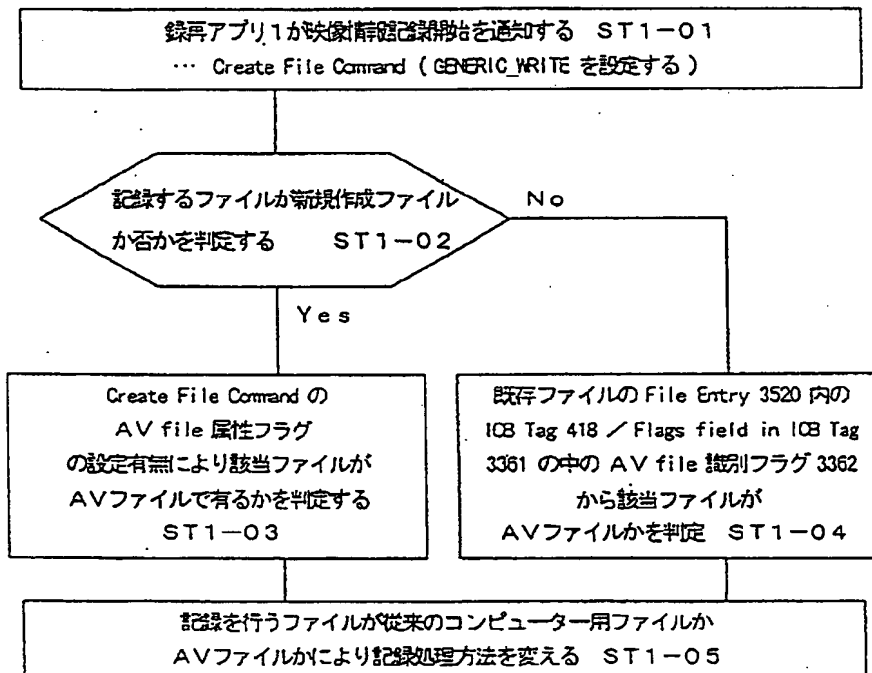 録再アプリ1が映像情報記録開始を通知する ST1-01
… Create File Command ( GENERIC_WRITE を設定する )
記録するファイルが新規作成ファイル
か否かを判定する ST1-02
No
Yes
Create File Command の
AV file 属性フラグ
の設定有無により該当ファイルが
AVファイルで有るかを判定する
ST1-03
既存ファイルの File Entry 3520 内の
ICB Tag 418 / Flags field in ICB Tag
3361 の中の AV file 識別フラグ 3362
から該当ファイルが
AVファイルかを判定 ST1-04
記録を行うファイルが従来のコンピューター用ファイルか
AVファイルかにより記録処理方法を変える ST1-05